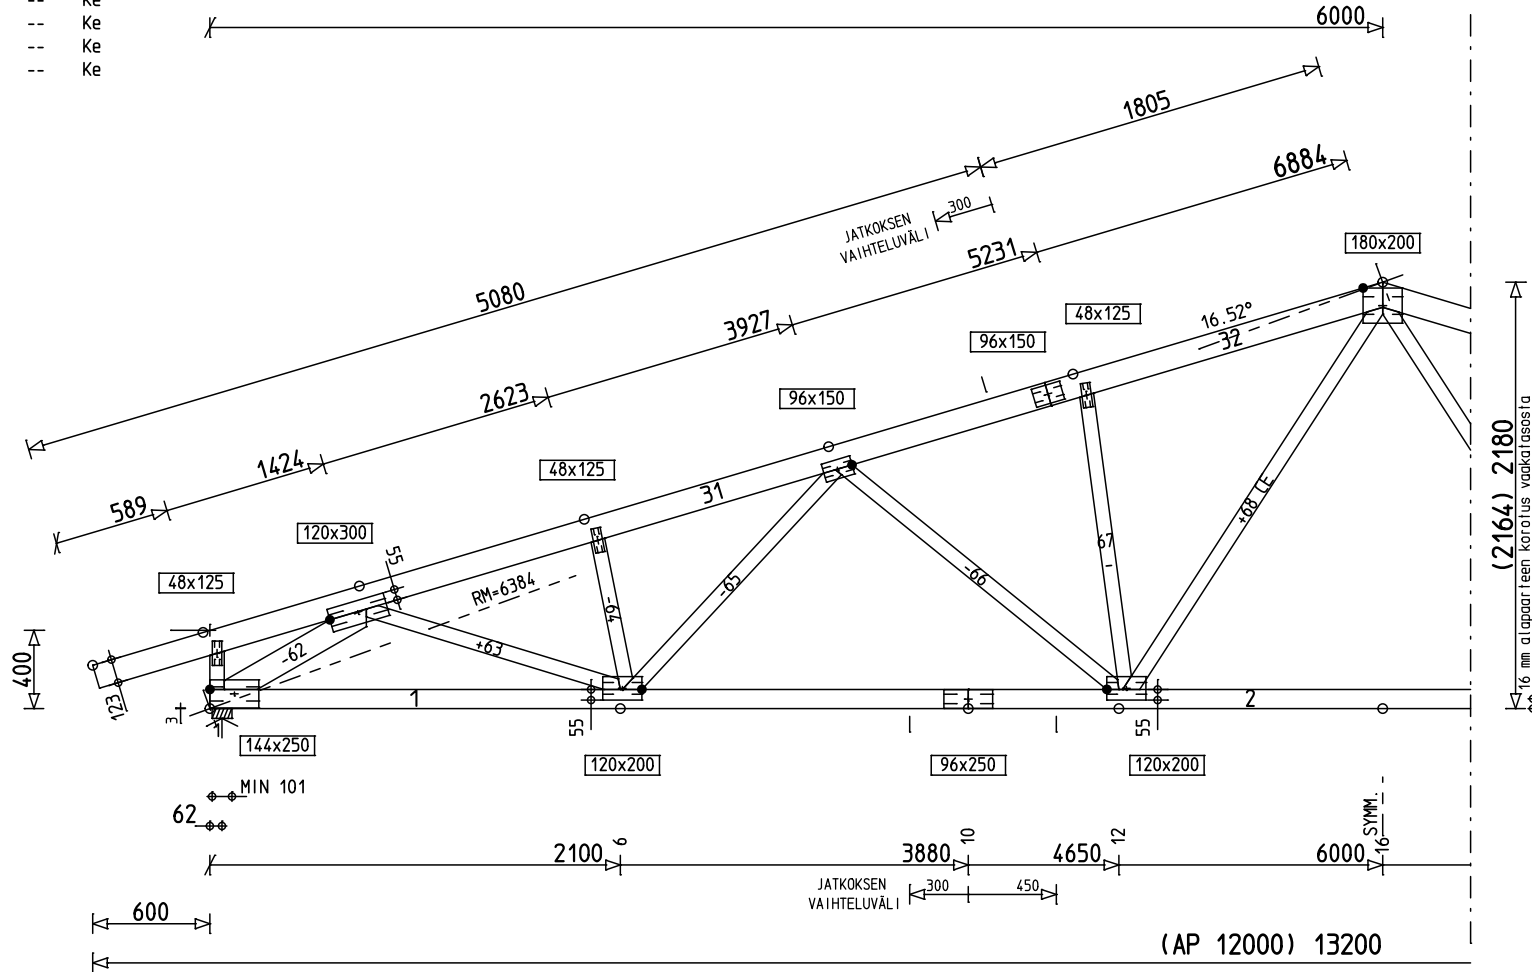 -- Ke
-- Ke
-- Ke
-- Ke
6000
1805
6884
300
JATKOKSEN
VAIHTELUVÄLI
180x200
5231
5080
48x125
16.52°
3927
96x150
32
2623
96x150
48x125
31
1424
589
120x300
55
48x125
RM=6384
(2164) 2180
16 mm alapaarteen korotus vaakatasosta
+68 CE
67
-66
-65
-64
+63
-62
400
123
3
1
2
55
55
144x250
120x200
96x250
120x200
MIN 101
62
SYMM.
6
10
12
16
2100
3880
4650
6000
JATKOKSEN
VAIHTELUVÄLI
300
450
600
(AP 12000) 13200